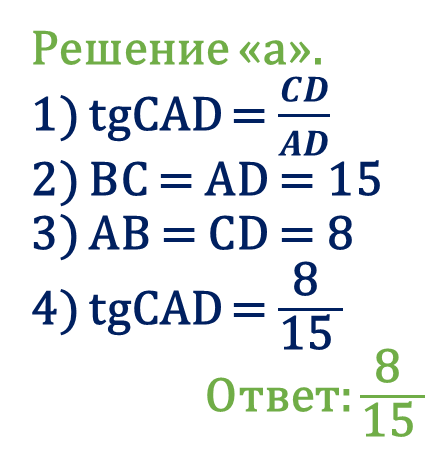 Решение «а».
1) tgCAD = CD/AD
2) BC = AD = 15
3) AB = CD = 8
4) tgCAD = 8/15
Ответ: 8/15